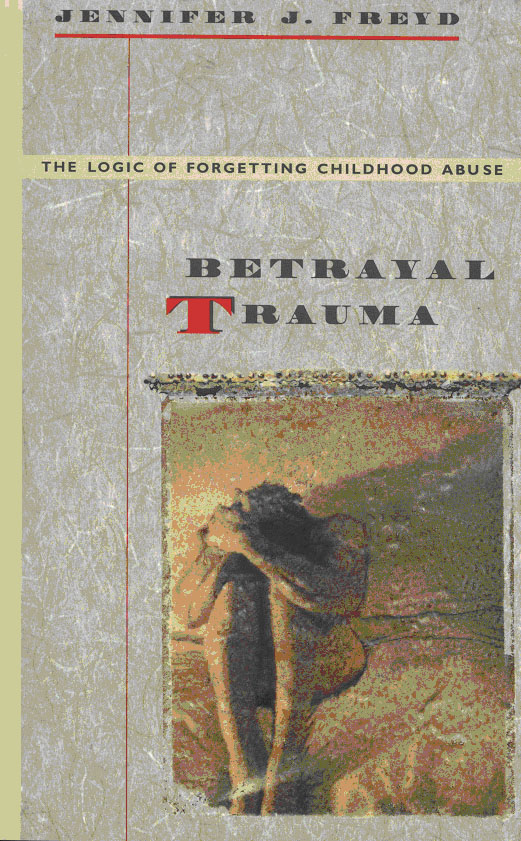 JENNIFER J. FREYD
THE LOGIC OF FORGETTING CHILDHOOD ABUSE
BETRAYAL
TRAUMA